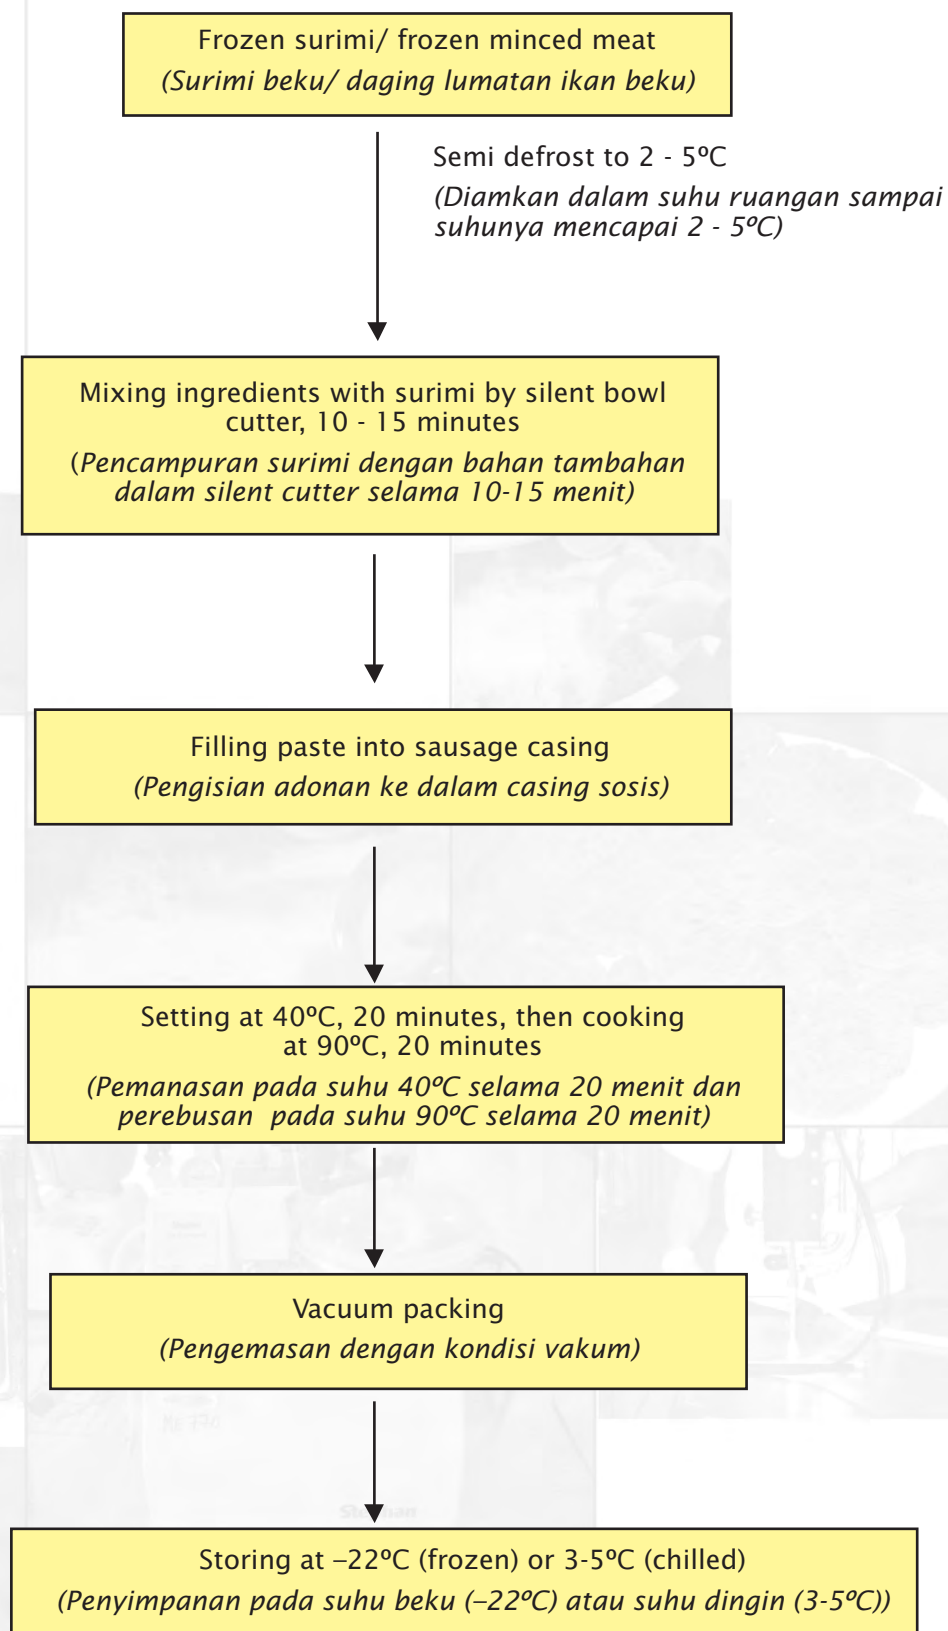 Frozen surimi/ frozen minced meat
(Surimi beku/ daging lumatan ikan beku)
Semi defrost to 2 - 5ºC
(Diamkan dalam suhu ruangan sampai
suhunya mencapai 2 - 5ºC)
Mixing ingredients with surimi by silent bowl
cutter, 10 - 15 minutes
(Pencampuran surimi dengan bahan tambahan
dalam silent cutter selama 10-15 menit)
Filling paste into sausage casing
(Pengisian adonan ke dalam casing sosis)
Setting at 40ºC, 20 minutes, then cooking
at 90ºC, 20 minutes
(Pemanasan pada suhu 40ºC selama 20 menit dan
perebusan pada suhu 90ºC selama 20 menit)
Vacuum packing
(Pengemasan dengan kondisi vakum)
Storing at –22ºC (frozen) or 3-5ºC (chilled)
(Penyimpanan pada suhu beku (–22ºC) atau suhu dingin (3-5ºC))